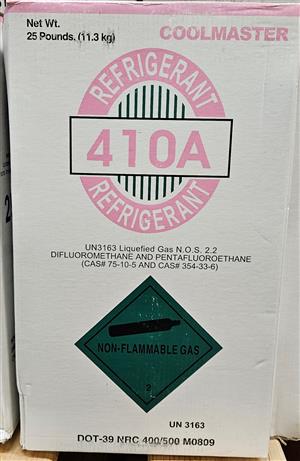 Net Wt.
25 Pounds. (11.3 kg)
COOLMASTER
REFRIGERANT
410A
REFRIGERANT
UN3163 Liquefied Gas N.O.S. 2.2
DIFLUOROMETHANE AND PENTAFLUOROETHANE
(CAS# 75-10-5 AND CAS# 354-33-6)
NON-FLAMMABLE GAS
2
UN 3163
DOT-39 NRC 400/500 M0809